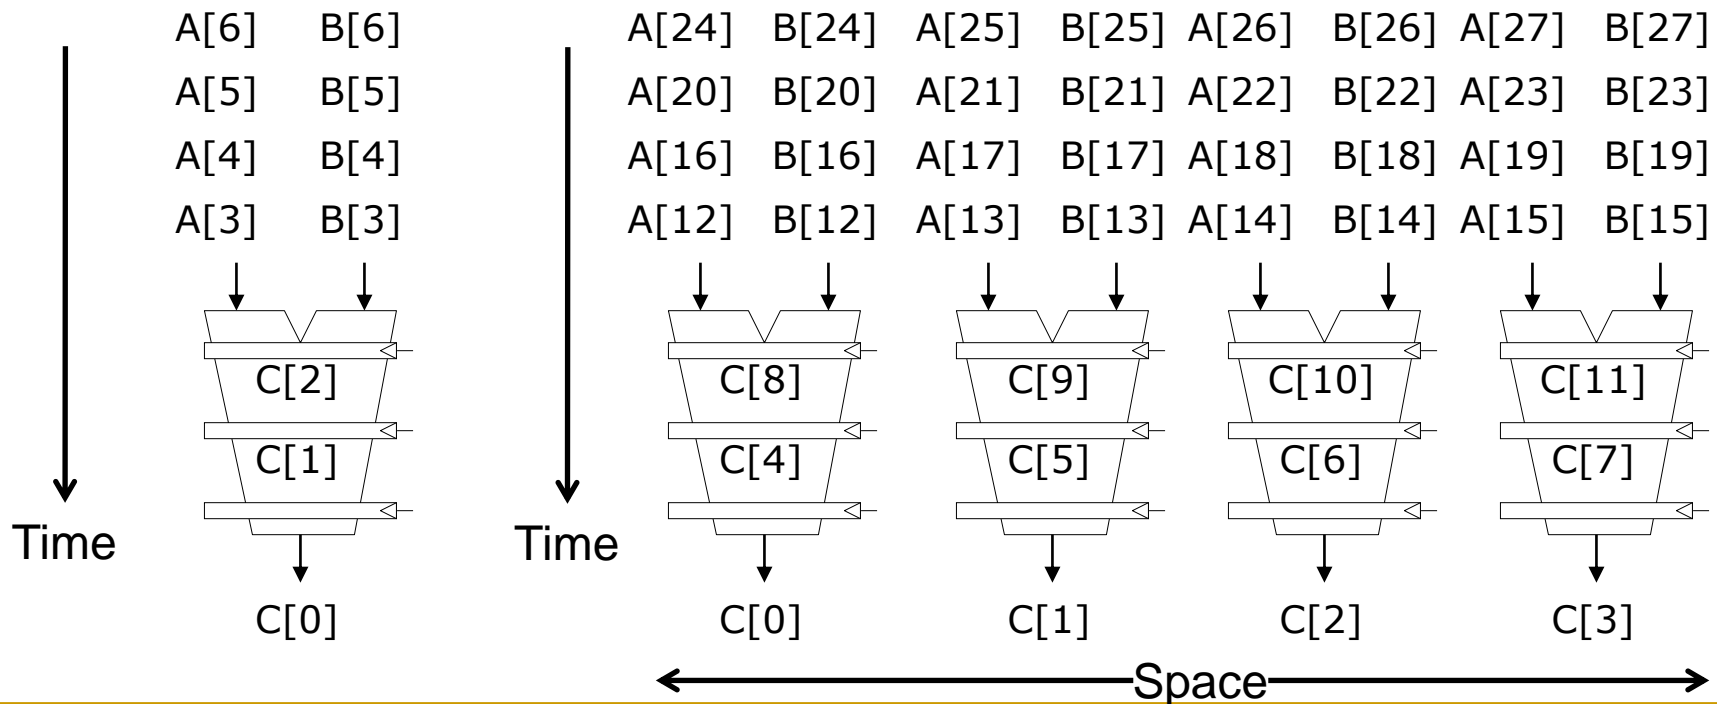 A[6] B[6] A[24] B[24] A[25] B[25] A[26] B[26] A[27] B[27]
A[5] B[5] A[20] B[20] A[21] B[21] A[22] B[22] A[23] B[23]
A[4] B[4] A[16] B[16] A[17] B[17] A[18] B[18] A[19] B[19]
A[3] B[3] A[12] B[12] A[13] B[13] A[14] B[14] A[15] B[15]
C[2] C[8] C[9] C[10] C[11]
C[1] C[4] C[5] C[6] C[7]
Time Time
C[0] C[0] C[1] C[2] C[3]
Space